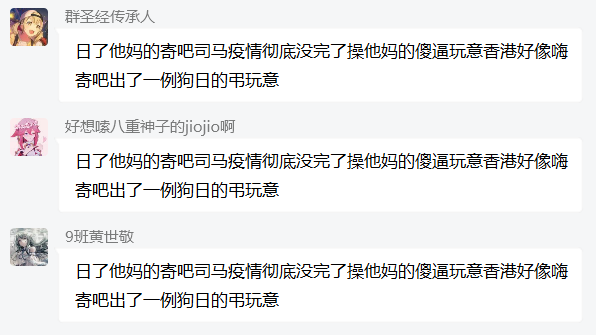 群圣经传承人
日了他妈的寄吧司马疫情彻底没完了操他妈的傻逼玩意香港好像嗨
寄吧出了一例狗日的弔玩意
好想嗦八重神子的jiojio啊
日了他妈的寄吧司马疫情彻底没完了操他妈的傻逼玩意香港好像嗨
寄吧出了一例狗日的弔玩意
9班黄世敬
日了他妈的寄吧司马疫情彻底没完了操他妈的傻逼玩意香港好像嗨
寄吧出了一例狗日的弔玩意